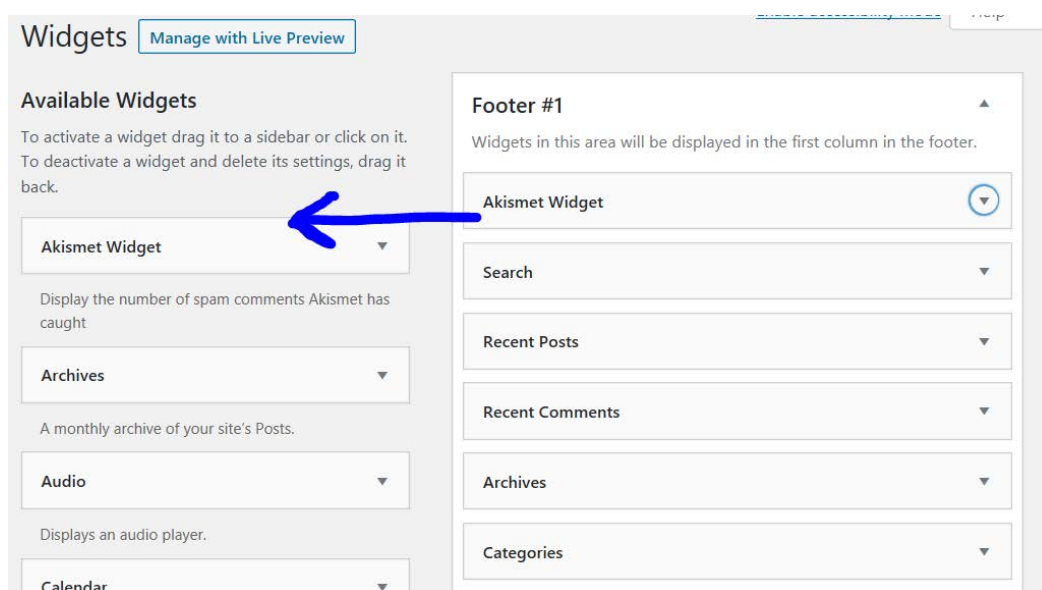 Widgets
Manage with Live Preview
Available Widgets
To activate a widget drag it to a sidebar or click on it.
To deactivate a widget and delete its settings, drag it
back.
Akismet Widget
Display the number of spam comments Akismet has
caught
Archives
A monthly archive of your site's Posts.
Audio
Displays an audio player.
Calendar
Enable accessibility mode
Help
Footer #1
Widgets in this area will be displayed in the first column in the footer.
Akismet Widget
Search
Recent Posts
Recent Comments
Archives
Categories